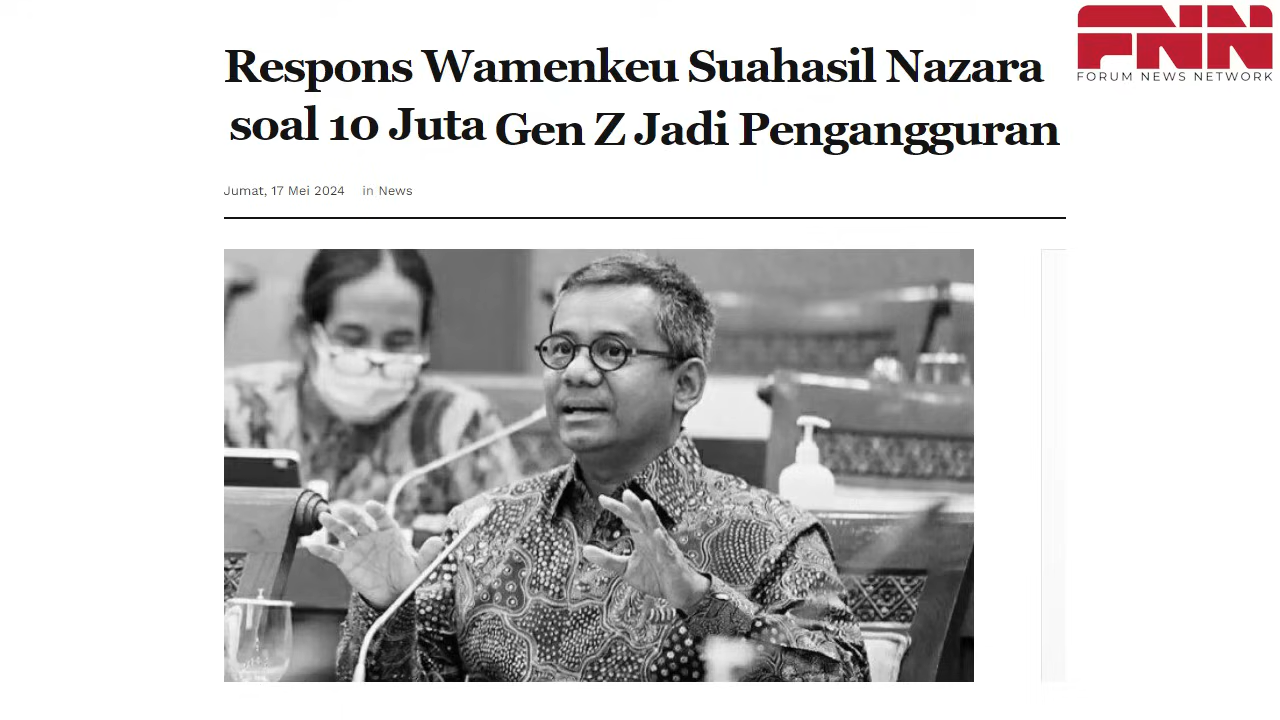 FNN
FORUM NEWS NETWORK
Respons Wamenkeu Suahasil Nazara
soal 10 Juta Gen Z Jadi Pengangguran
Jumat, 17 Mei 2024 in News